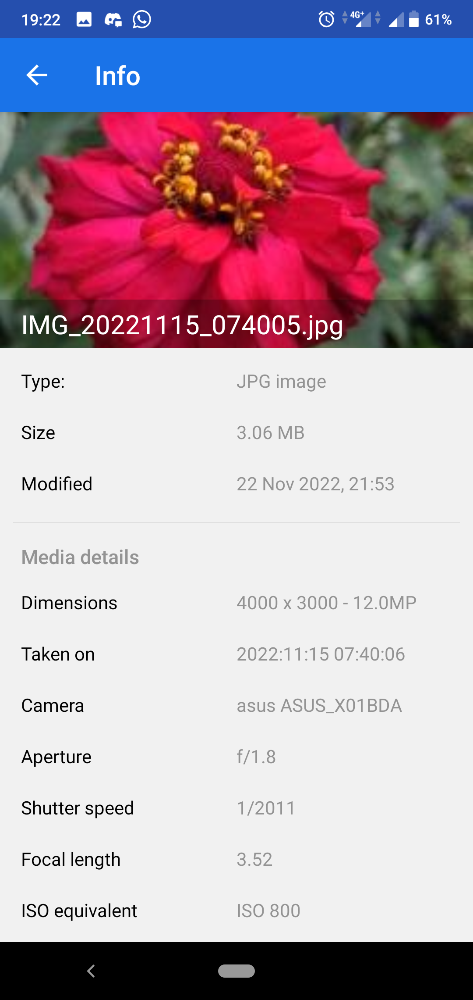 19:22 4G+ 61%
Info
IMG_20221115_074005.jpg
Type: JPG image
Size 3.06 MB
Modified 22 Nov 2022, 21:53
Media details
Dimensions 4000 x 3000 - 12.0MP
Taken on 2022:11:15 07:40:06
Camera asus ASUS_X01BDA
Aperture f/1.8
Shutter speed 1/2011
Focal length 3.52
ISO equivalent ISO 800